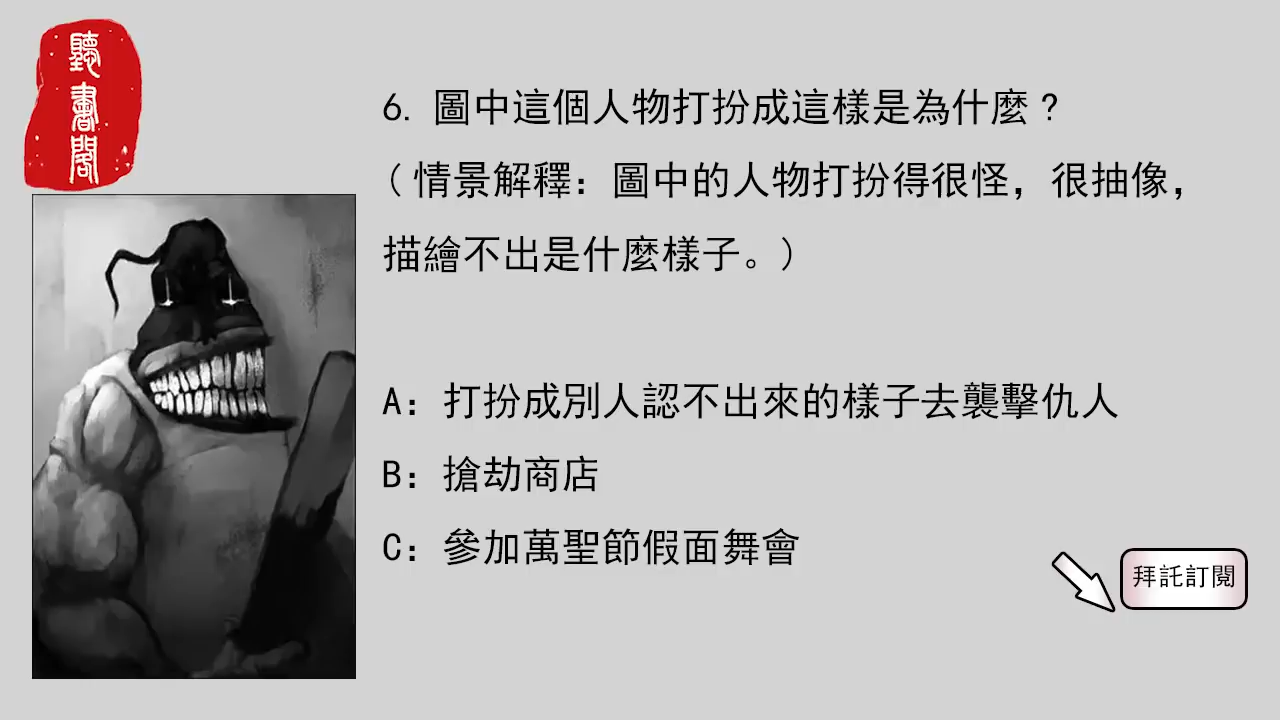 聽書閣
6. 圖中這個人物打扮成這樣是為什麼？
(情景解釋：圖中的人物打扮得很怪，很抽像，
描繪不出是什麼樣子。)
A：打扮成別人認不出來的樣子去襲擊仇人
B：搶劫商店
C：參加萬聖節假面舞會
拜託訂閱